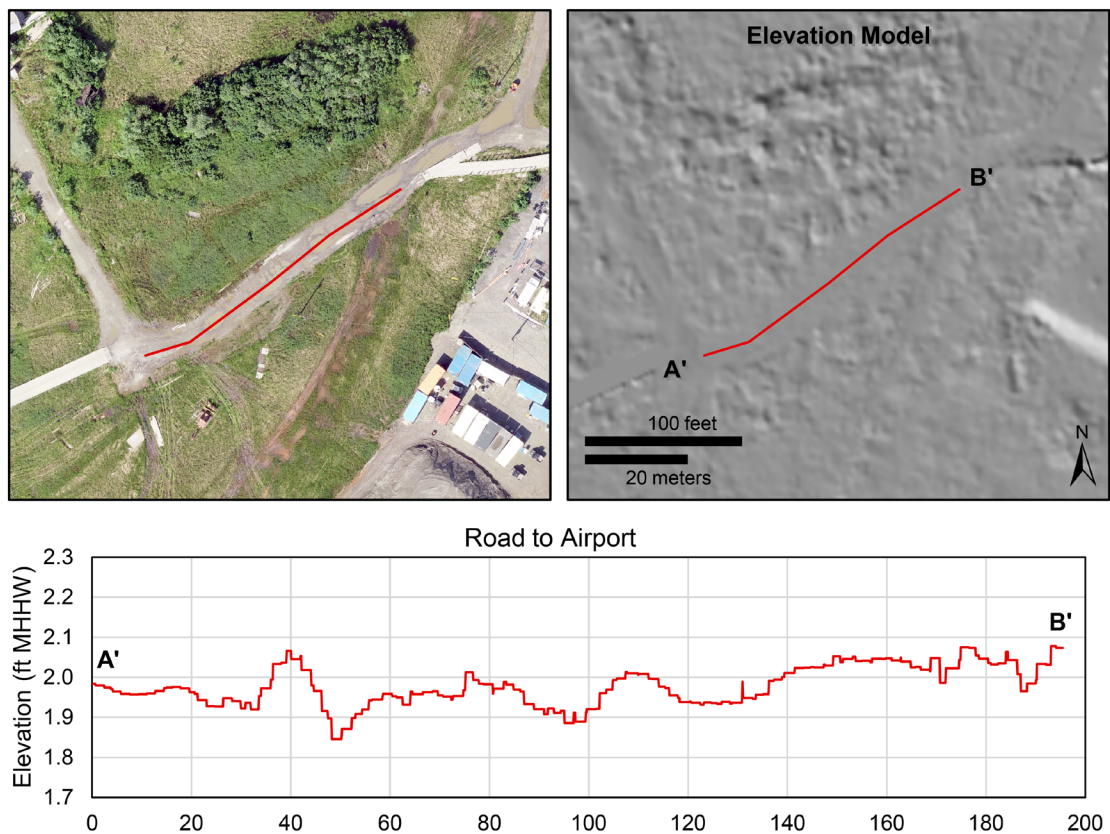 Elevation Model
B'
A'
100 feet
20 meters
N
Road to Airport
Elevation (ft MHHW)
2.3
2.2
2.1
2.0
1.9
1.8
1.7
A'
B'
0
20
40
60
80
100
120
140
160
180
200